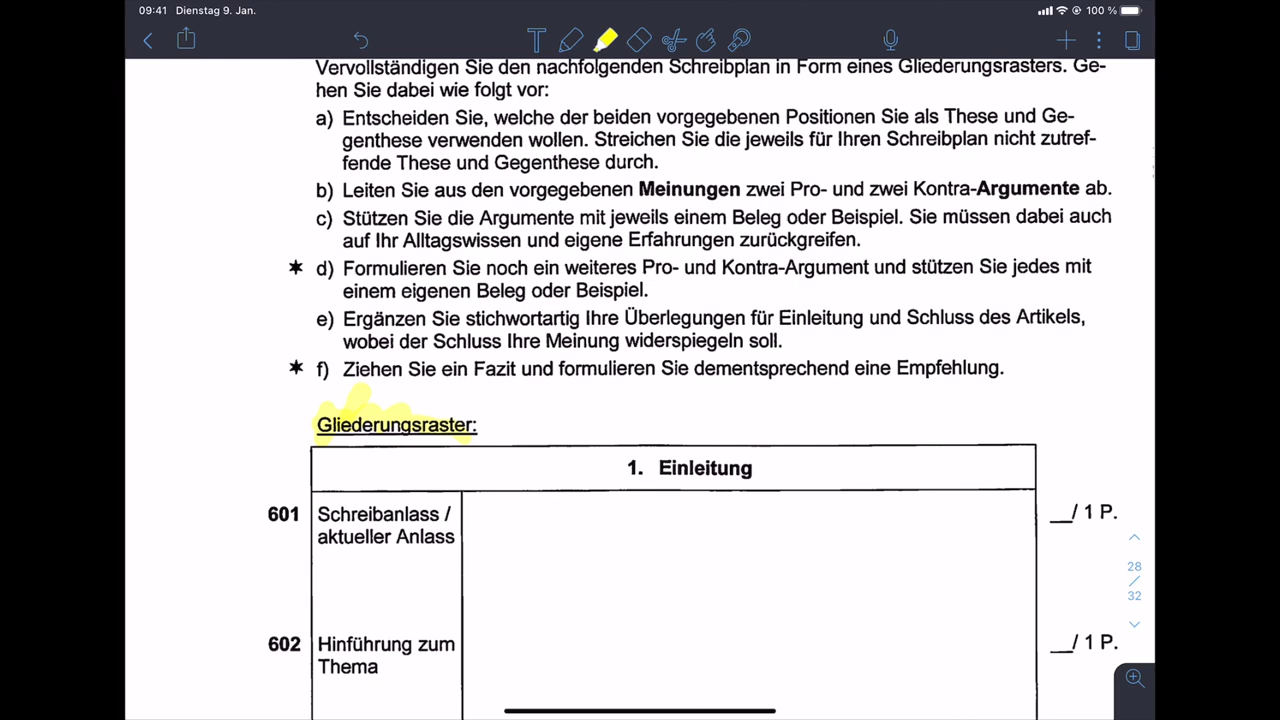 09:41 Dienstag 9. Jan.
100 %
Vervollständigen Sie den nachfolgenden Schreibplan in Form eines Gliederungsrasters. Ge-
hen Sie dabei wie folgt vor:
a) Entscheiden Sie, welche der beiden vorgegebenen Positionen Sie als These und Ge-
genthese verwenden wollen. Streichen Sie die jeweils für Ihren Schreibplan nicht zutref-
fende These und Gegenthese durch.
b) Leiten Sie aus den vorgegebenen Meinungen zwei Pro- und zwei Kontra-Argumente ab.
c) Stützen Sie die Argumente mit jeweils einem Beleg oder Beispiel. Sie müssen dabei auch
auf Ihr Alltagswissen und eigene Erfahrungen zurückgreifen.
* d) Formulieren Sie noch ein weiteres Pro- und Kontra-Argument und stützen Sie jedes mit
einem eigenen Beleg oder Beispiel.
e) Ergänzen Sie stichwortartig Ihre Überlegungen für Einleitung und Schluss des Artikels,
wobei der Schluss Ihre Meinung widerspiegeln soll.
* f) Ziehen Sie ein Fazit und formulieren Sie dementsprechend eine Empfehlung.
Gliederungsraster:
1. Einleitung
601 Schreibanlass / __/ 1 P.
aktueller Anlass
28
/
32
602 Hinführung zum __/ 1 P.
Thema